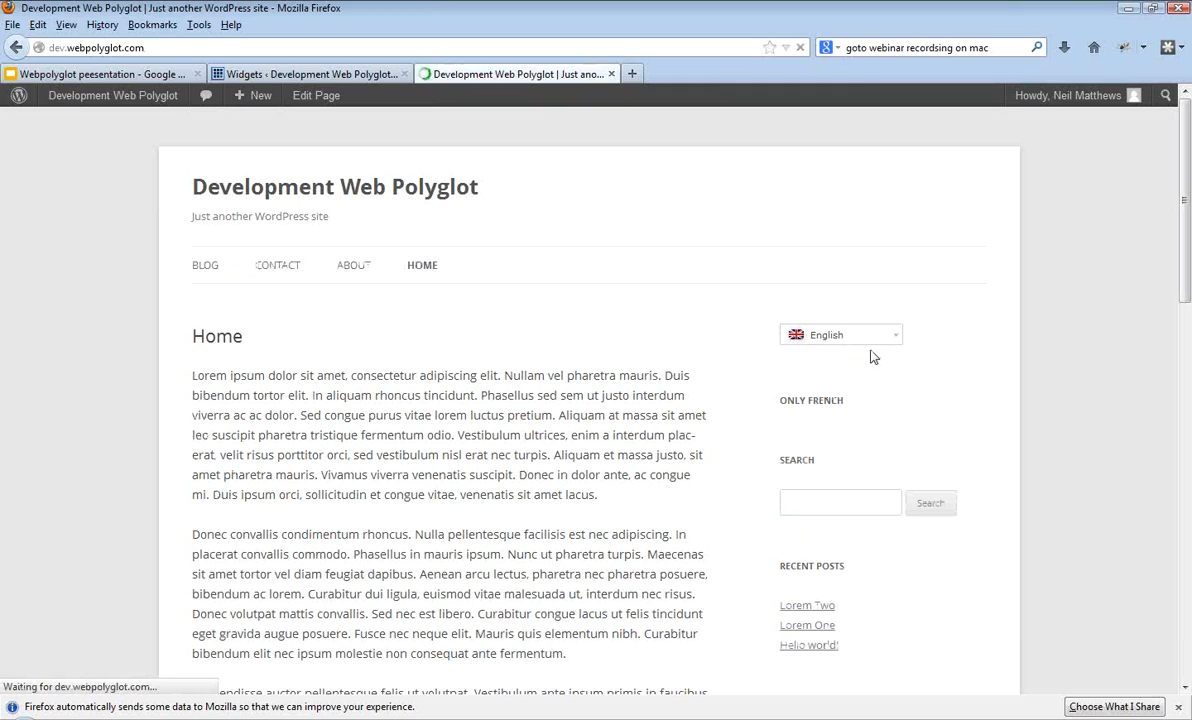 Development Web Polyglot | Just another WordPress site - Mozilla Firefox
File Edit View History Bookmarks Tools Help
dev.webpolyglot.com
goto webinar recordsing on mac
Webpolyglot peesentation - Google ...
Widgets ‹ Development Web Polyglot...
Development Web Polyglot | Just ano...
Development Web Polyglot
New
Edit Page
Howdy, Neil Matthews
Development Web Polyglot
Just another WordPress site
BLOG CONTACT ABOUT HOME
Home
Lorem ipsum dolor sit amet, consectetur adipiscing elit. Nullam vel pharetra mauris. Duis
bibendum tortor elit. In aliquam rhoncus tincidunt. Phasellus sed sem ut justo interdum
viverra ac ac dolor. Sed congue purus vitae lorem luctus pretium. Aliquam at massa sit amet
leo suscipit pharetra tristique fermentum odio. Vestibulum ultrices, enim a interdum plac-
erat, velit risus porttitor orci, sed vestibulum nisl erat nec turpis. Aliquam et massa justo, sit
amet pharetra mauris. Vivamus viverra venenatis suscipit. Donec in dolor ante, ac congue
mi. Duis ipsum orci, sollicitudin et congue vitae, venenatis sit amet lacus.
Donec convallis condimentum rhoncus. Nulla pellentesque facilisis est nec adipiscing. In
placerat convallis commodo. Phasellus in mauris ipsum. Nunc ut pharetra turpis. Maecenas
sit amet tortor vel diam feugiat dapibus. Aenean arcu lectus, pharetra nec pharetra posuere,
bibendum ac lorem. Curabitur dui ligula, euismod vitae malesuada ut, interdum nec risus.
Donec volutpat mattis convallis. Sed nec est libero. Curabitur congue lacus ut felis tincidunt
eget gravida augue posuere. Fusce nec neque elit. Mauris quis elementum nibh. Curabitur
bibendum elit nec ipsum molestie non consequat ante fermentum.
English
ONLY FRENCH
SEARCH
Search
RECENT POSTS
Lorem Two
Lorem One
Hello world!
Waiting for dev.webpolyglot.com...
auctor pellentesque felis ut volutpat. Vestibulum ante ipsum primis in faucibus
Firefox automatically sends some data to Mozilla so that we can improve your experience.
Choose What I Share